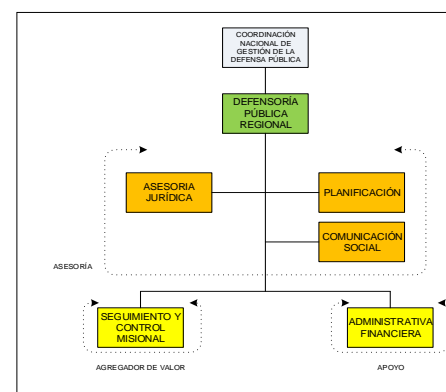 COORDINACIÓN
NACIONAL DE
GESTIÓN DE LA
DEFENSA PÚBLICA
DEFENSORÍA
PÚBLICA
REGIONAL
ASESORIA
JURÍDICA
PLANIFICACIÓN
COMUNICACIÓN
SOCIAL
ASESORÍA
SEGUIMIENTO Y
CONTROL
MISIONAL
ADMINISTRATIVA
FINANCIERA
AGREGADOR DE VALOR
APOYO